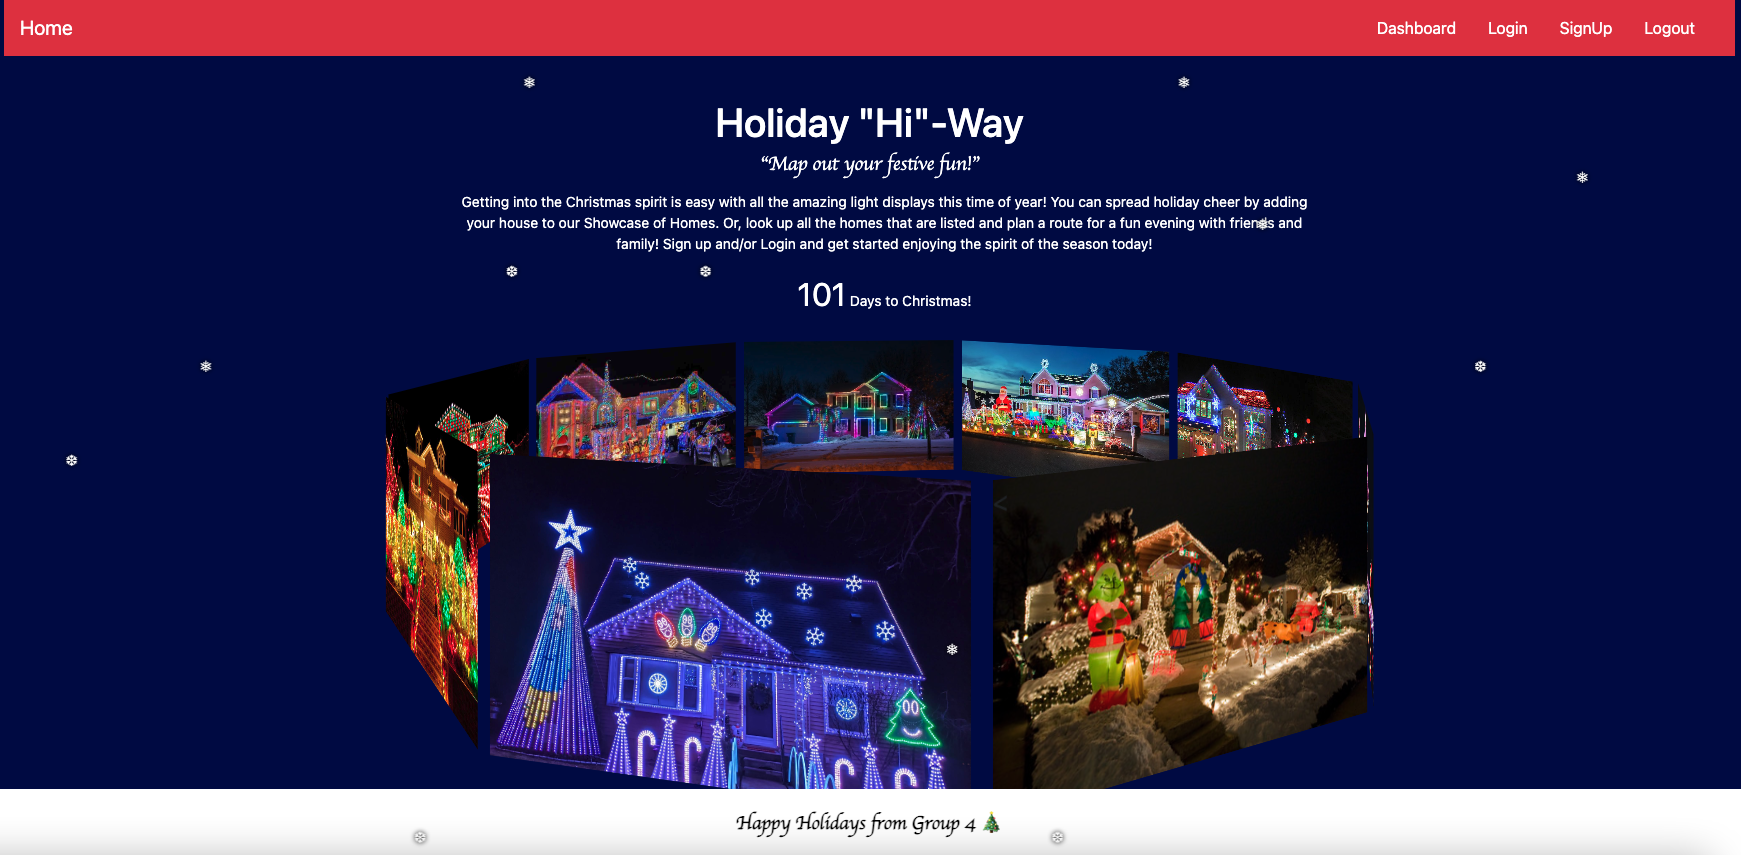 Home
Dashboard Login SignUp Logout
Holiday "Hi"-Way
“Map out your festive fun!”
Getting into the Christmas spirit is easy with all the amazing light displays this time of year! You can spread holiday cheer by adding
your house to our Showcase of Homes. Or, look up all the homes that are listed and plan a route for a fun evening with friends and
family! Sign up and/or Login and get started enjoying the spirit of the season today!
101 Days to Christmas!
Happy Holidays from Group 4 🎄